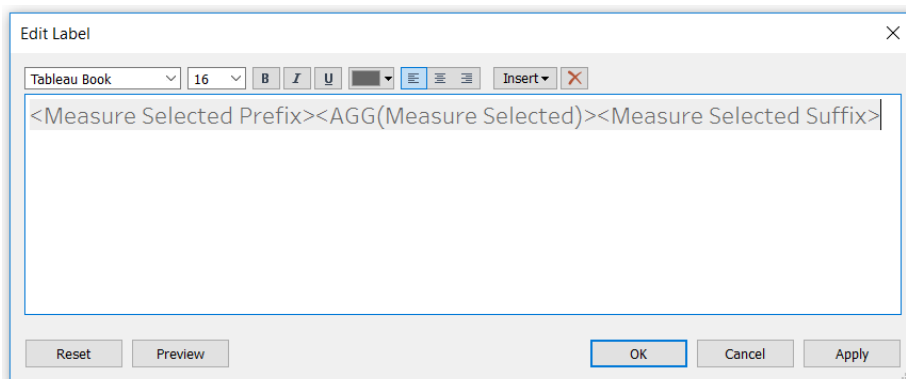 Edit Label
Tableau Book 16 B I U Insert
<Measure Selected Prefix><AGG(Measure Selected)><Measure Selected Suffix>
Reset Preview OK Cancel Apply